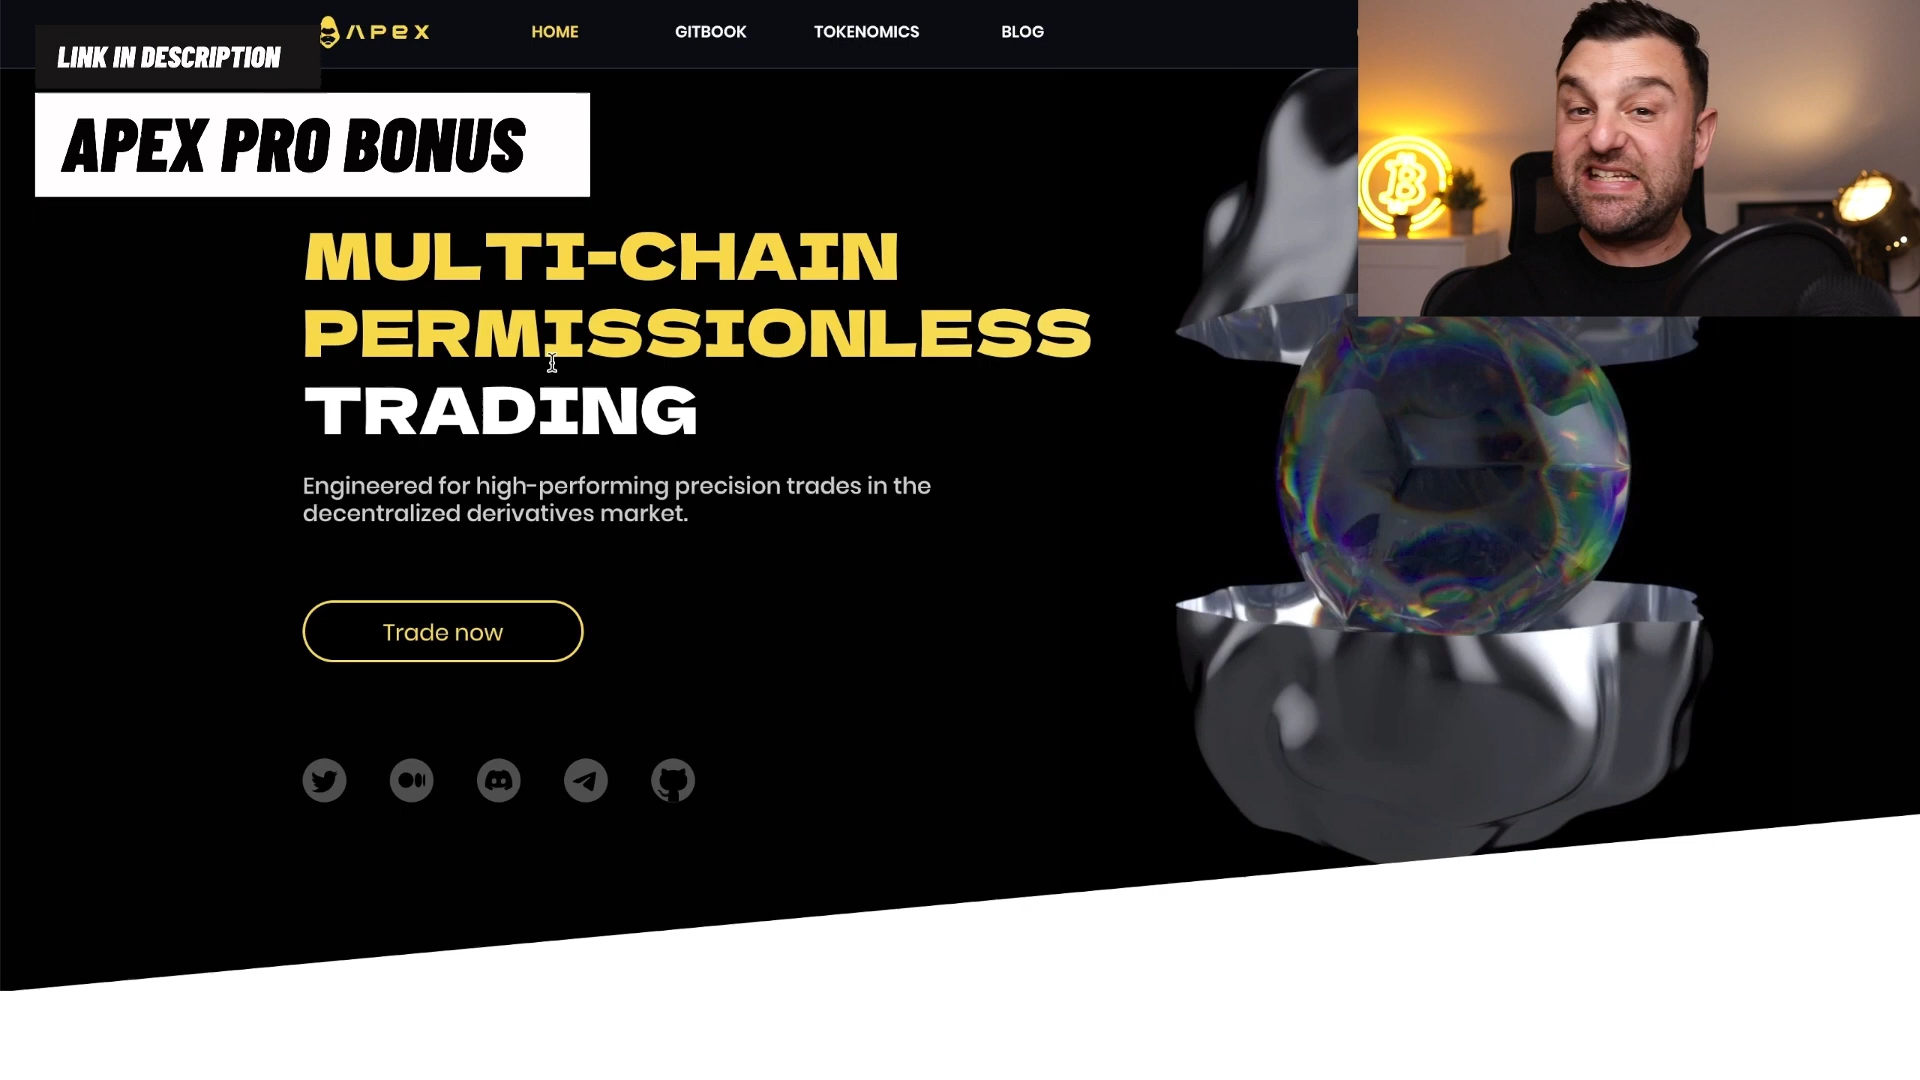 APEX
HOME
GITBOOK
TOKENOMICS
BLOG
LINK IN DESCRIPTION
APEX PRO BONUS
MULTI-CHAIN
PERMISSIONLESS
TRADING
Engineered for high-performing precision trades in the
decentralized derivatives market.
Trade now